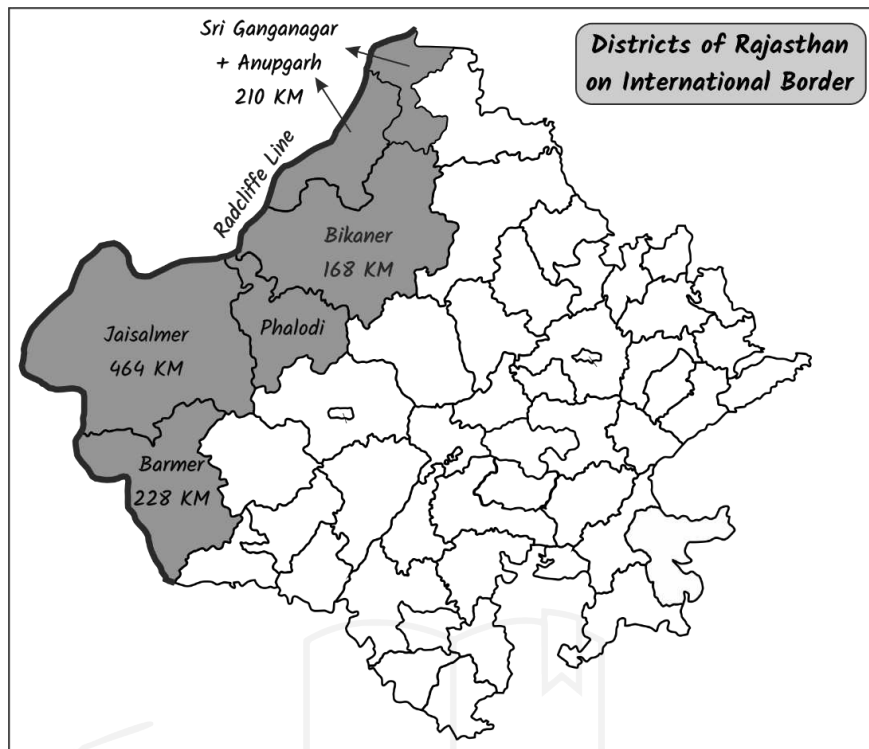 Sri Ganganagar
+ Anupgarh
210 KM
Districts of Rajasthan
on International Border
Radcliffe Line
Bikaner
168 KM
Jaisalmer
464 KM
Phalodi
Barmer
228 KM